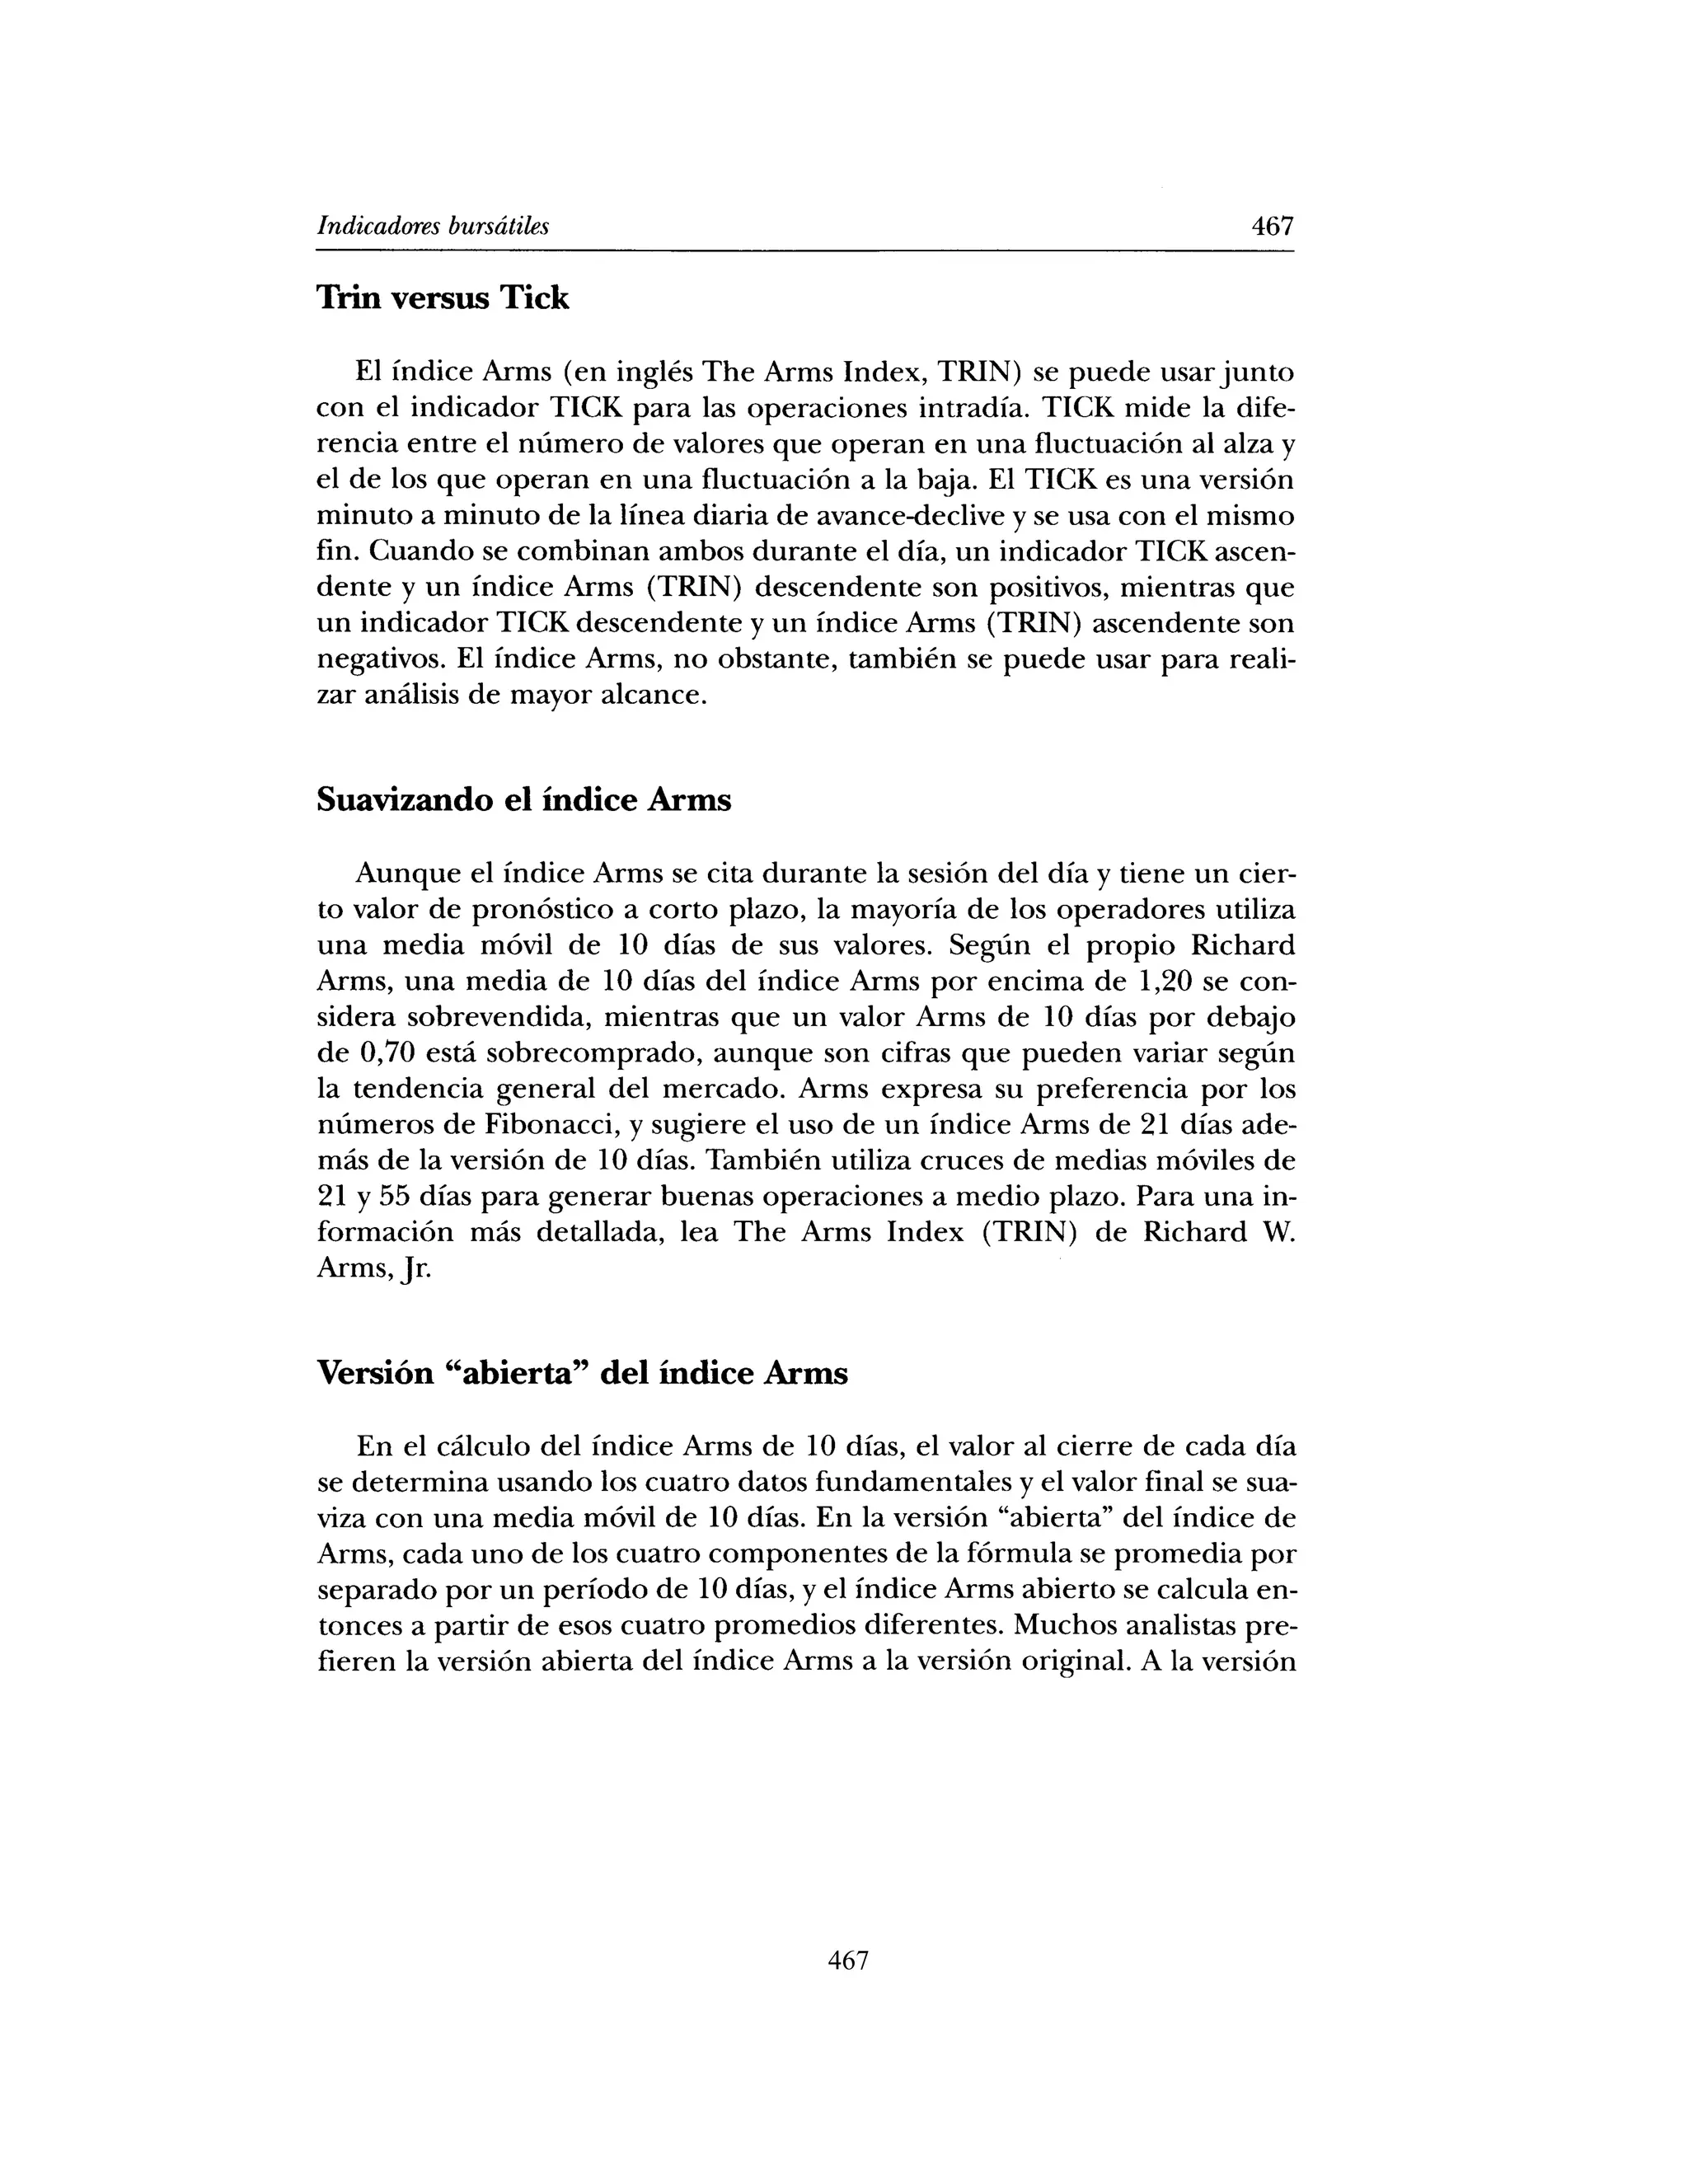 Indicadores bursátiles 467
Trin versus Tick
El índice Arms (en inglés The Arms Index, TRIN) se puede usar junto
con el indicador TICK para las operaciones intradía. TICK mide la dife-
rencia entre el número de valores que operan en una fluctuación al alza y
el de los que operan en una fluctuación a la baja. El TICK es una versión
minuto a minuto de la línea diaria de avance-declive y se usa con el mismo
fin. Cuando se combinan ambos durante el día, un indicador TICK ascen-
dente y un índice Arms (TRIN) descendente son positivos, mientras que
un indicador TICK descendente y un índice Arms (TRIN) ascendente son
negativos. El índice Arms, no obstante, también se puede usar para reali-
zar análisis de mayor alcance.
Suavizando el índice Arms
Aunque el índice Arms se cita durante la sesión del día y tiene un cier-
to valor de pronóstico a corto plazo, la mayoría de los operadores utiliza
una media móvil de 10 días de sus valores. Según el propio Richard
Arms, una media de 10 días del índice Arms por encima de 1,20 se con-
sidera sobrevendida, mientras que un valor Arms de 10 días por debajo
de 0,70 está sobrecomprado, aunque son cifras que pueden variar según
la tendencia general del mercado. Arms expresa su preferencia por los
números de Fibonacci, y sugiere el uso de un índice Arms de 21 días ade-
más de la versión de 10 días. También utiliza cruces de medias móviles de
21 y 55 días para generar buenas operaciones a medio plazo. Para una in-
formación más detallada, lea The Arms Index (TRIN) de Richard W.
Arms, Jr.
Versión “abierta” del índice Arms
En el cálculo del índice Arms de 10 días, el valor al cierre de cada día
se determina usando los cuatro datos fundamentales y el valor final se sua-
viza con una media móvil de 10 días. En la versión “abierta” del índice de
Arms, cada uno de los cuatro componentes de la fórmula se promedia por
separado por un período de 10 días, y el índice Arms abierto se calcula en-
tonces a partir de esos cuatro promedios diferentes. Muchos analistas pre-
fieren la versión abierta del índice Arms a la versión original. A la versión
467